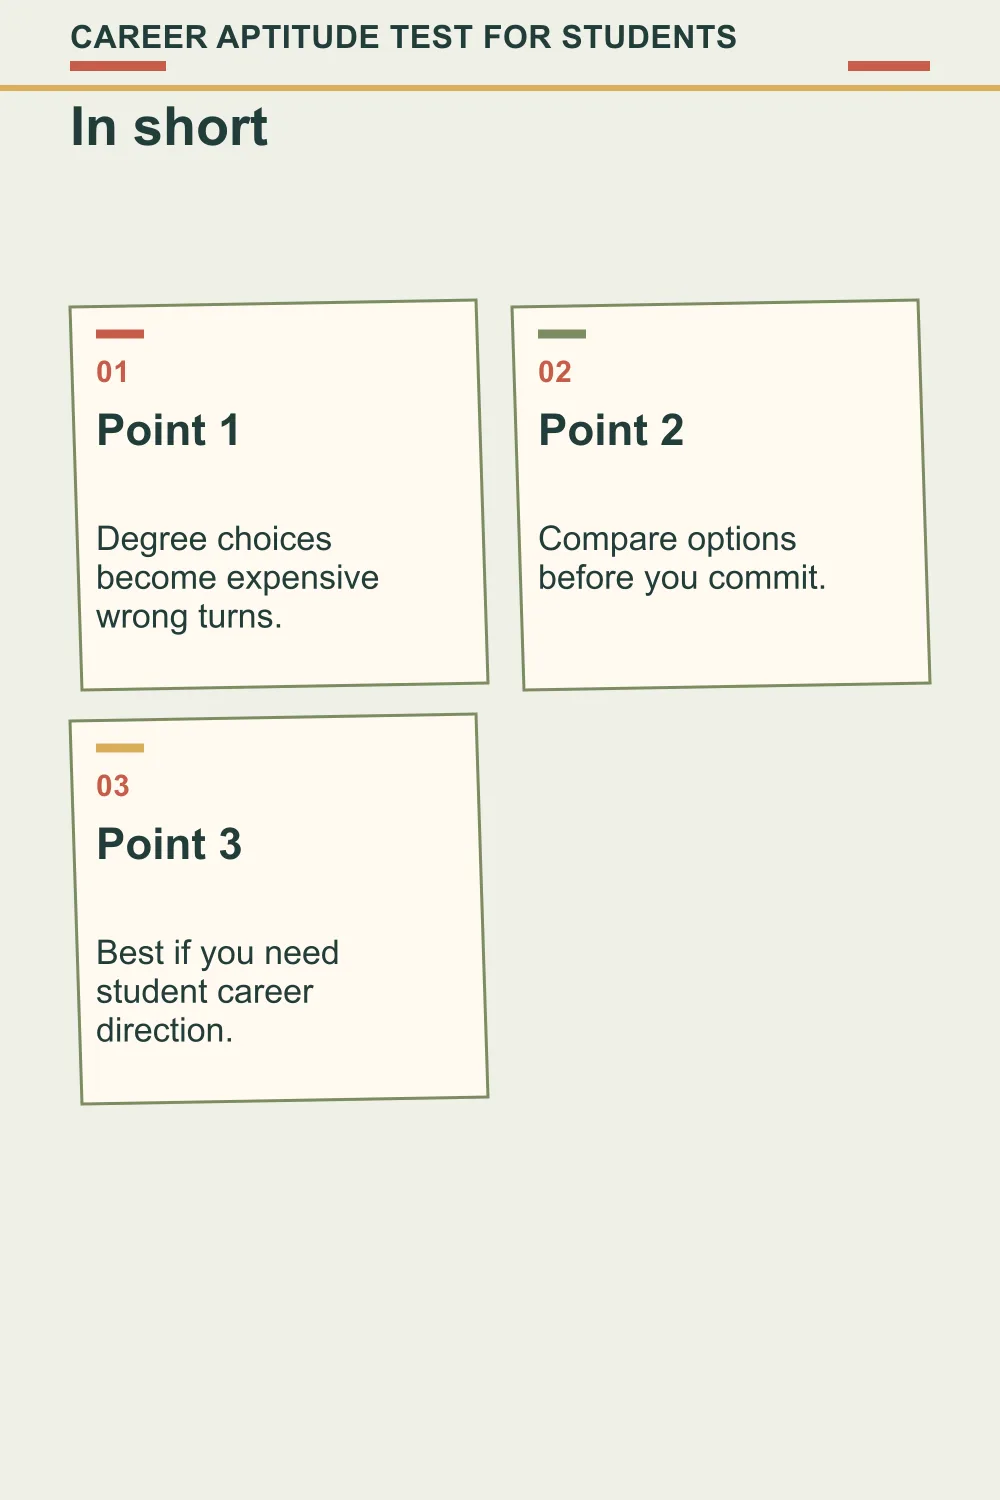 CAREER APTITUDE TEST FOR STUDENTS
In short
01
Point 1
Degree choices
become expensive
wrong turns.
02
Point 2
Compare options
before you commit.
03
Point 3
Best if you need
student career
direction.